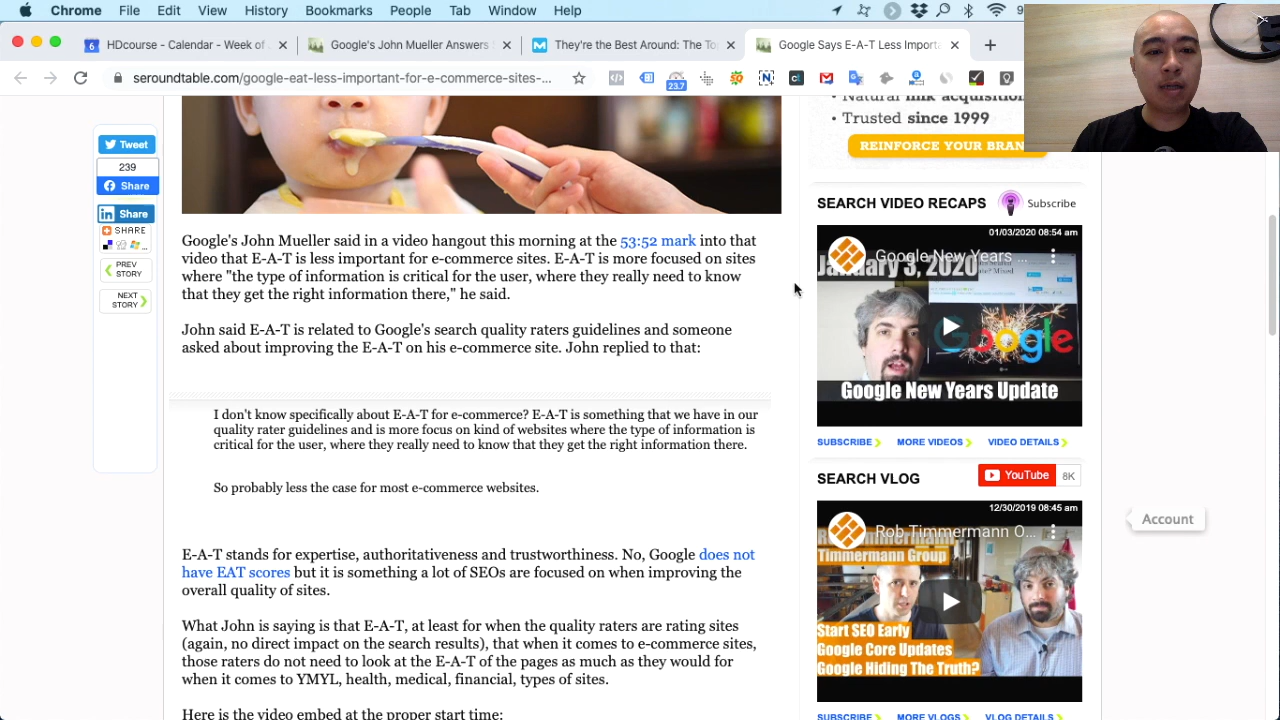 Chrome File Edit View History Bookmarks People Tab Window Help
HDcourse - Calendar - Week of
Google's John Mueller Answers S
They're the Best Around: The To
Google Says E-A-T Less Importa
seroundtable.com/google-eat-less-important-for-e-commerce-sites-...
23.7
Tweet
239
Share
Share
SHARE
PREV STORY
NEXT STORY
Google's John Mueller said in a video hangout this morning at the 53:52 mark into that
video that E-A-T is less important for e-commerce sites. E-A-T is more focused on sites
where "the type of information is critical for the user, where they really need to know
that they get the right information there," he said.
John said E-A-T is related to Google's search quality raters guidelines and someone
asked about improving the E-A-T on his e-commerce site. John replied to that:
I don't know specifically about E-A-T for e-commerce? E-A-T is something that we have in our
quality rater guidelines and is more focus on kind of websites where the type of information is
critical for the user, where they really need to know that they get the right information there.
So probably less the case for most e-commerce websites.
E-A-T stands for expertise, authoritativeness and trustworthiness. No, Google does not
have EAT scores but it is something a lot of SEOs are focused on when improving the
overall quality of sites.
What John is saying is that E-A-T, at least for when the quality raters are rating sites
(again, no direct impact on the search results), that when it comes to e-commerce sites,
those raters do not need to look at the E-A-T of the pages as much as they would for
when it comes to YMYL, health, medical, financial, types of sites.
Here is the video embed at the proper start time:
• Natural link acquisition
• Trusted since 1999
REINFORCE YOUR BRAN
SEARCH VIDEO RECAPS
Subscribe
01/03/2020 08:54 am
Google New Years ...
January 3, 2020
Google
Google New Years Update
SUBSCRIBE MORE VIDEOS VIDEO DETAILS
SEARCH VLOG
YouTube 8K
12/30/2019 08:45 am
Rob Timmermann O...
Timmermann Group
Start SEO Early
Google Core Updates
Google Hiding The Truth?
SUBSCRIBE MORE VLOGS VLOG DETAILS
Account